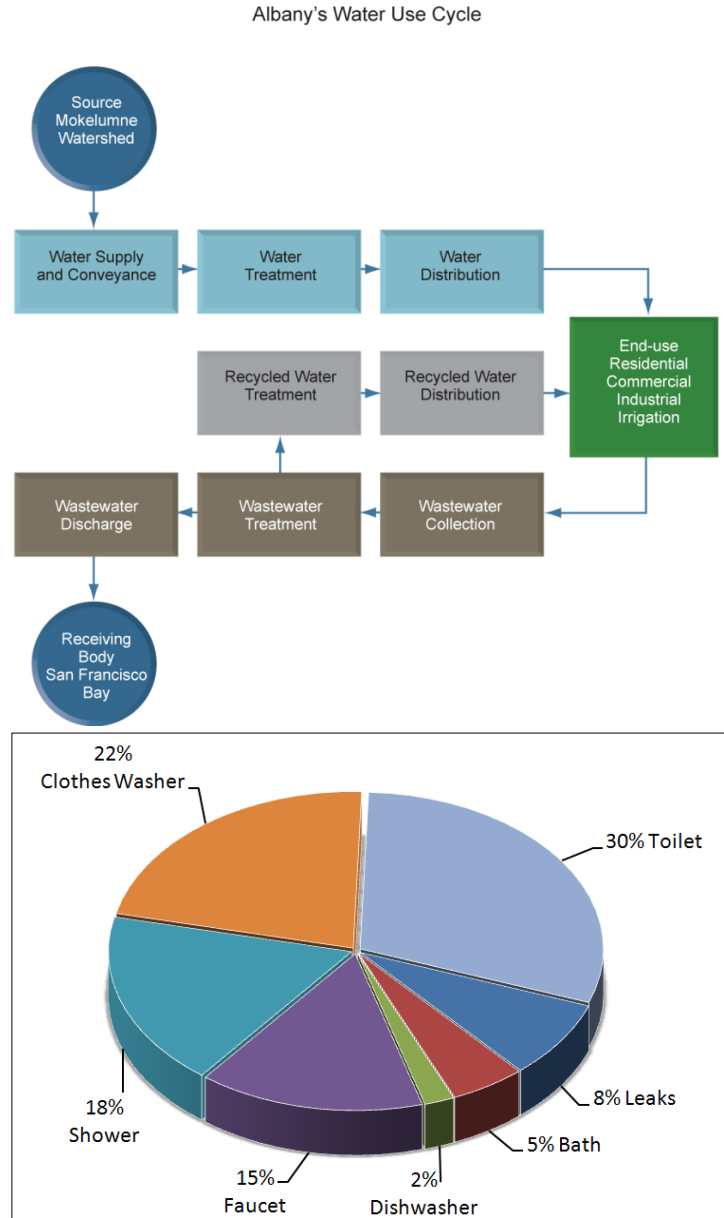 Albany's Water Use Cycle
Source
Mokelumne
Watershed
Water Supply
and Conveyance
Water
Treatment
Water
Distribution
End-use
Residential
Commercial
Industrial
Irrigation
Recycled Water
Treatment
Recycled Water
Distribution
Wastewater
Discharge
Wastewater
Treatment
Wastewater
Collection
Receiving
Body
San Francisco
Bay
22%
Clothes Washer
30% Toilet
8% Leaks
5% Bath
2%
Dishwasher
15%
Faucet
18%
Shower